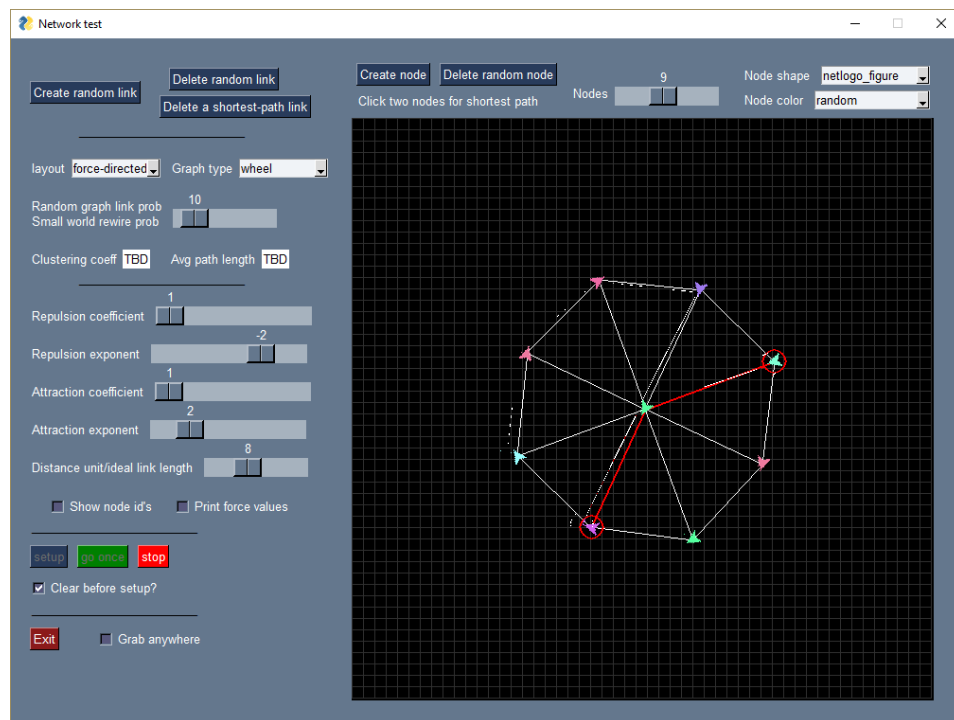 Network test
Create random link
Delete random link
Delete a shortest-path link
Create node
Delete random node
Click two nodes for shortest path
Nodes
9
Node shape
netlogo_figure
Node color
random
layout
force-directed
Graph type
wheel
Random graph link prob
Small world rewire prob
10
Clustering coeff
TBD
Avg path length
TBD
Repulsion coefficient
1
Repulsion exponent
-2
Attraction coefficient
1
Attraction exponent
2
Distance unit/ideal link length
8
Show node id's
Print force values
setup
go once
stop
Clear before setup?
Exit
Grab anywhere